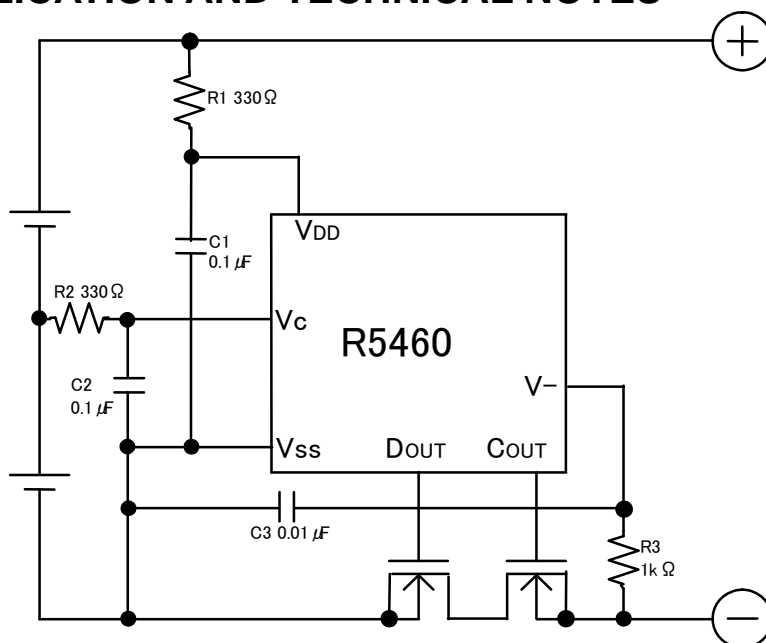 LICATION AND TECHNICAL NOTES
+
R1 330Ω
VDD
C1
0.1 μF
R2 330Ω
Vc
R5460
C2
0.1 μF
V-
Vss
DOUT
COUT
C3 0.01 μF
R3
1k Ω
−